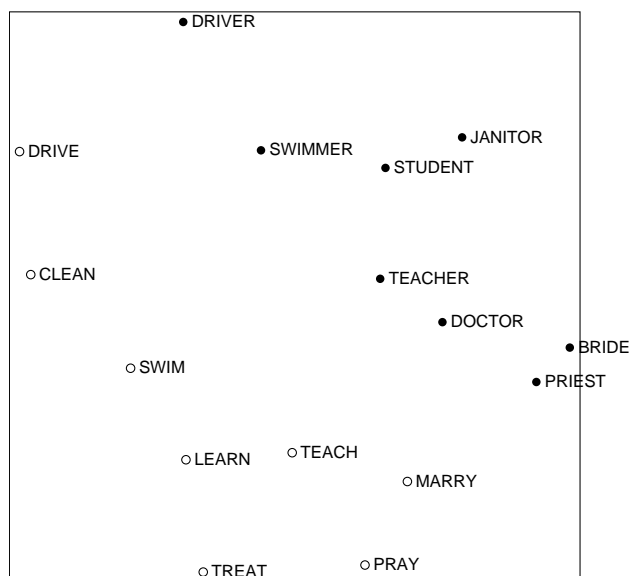 DRIVER
JANITOR
DRIVE
SWIMMER
STUDENT
CLEAN
TEACHER
DOCTOR
BRIDE
SWIM
PRIEST
TEACH
LEARN
MARRY
PRAY
TREAT